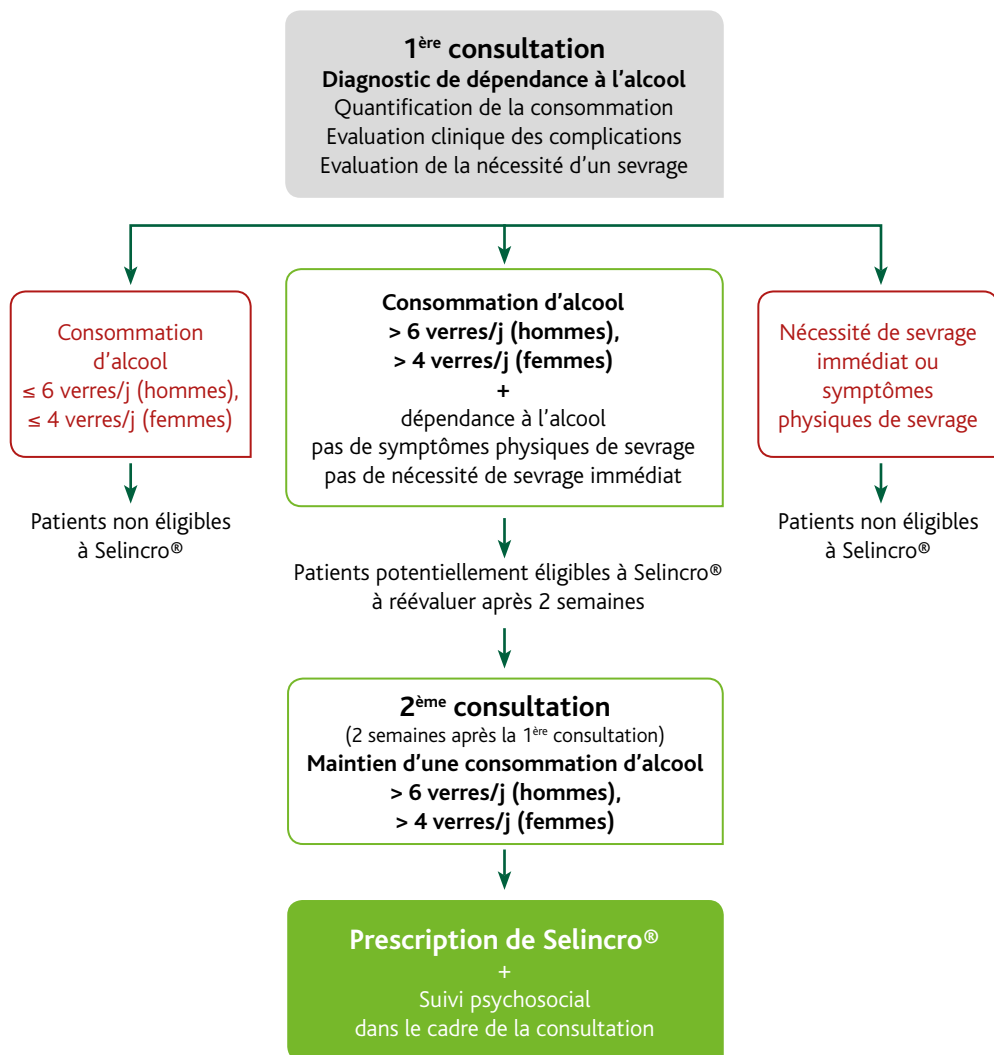 1ère consultation
Diagnostic de dépendance à l'alcool
Quantification de la consommation
Evaluation clinique des complications
Evaluation de la nécessité d'un sevrage
Consommation
d'alcool
≤ 6 verres/j (hommes),
≤ 4 verres/j (femmes)
Consommation d'alcool
> 6 verres/j (hommes),
> 4 verres/j (femmes)
+
dépendance à l'alcool
pas de symptômes physiques de sevrage
pas de nécessité de sevrage immédiat
Nécessité de sevrage
immédiat ou
symptômes
physiques de sevrage
Patients non éligibles
à Selincro®
Patients potentiellement éligibles à Selincro®
à réévaluer après 2 semaines
Patients non éligibles
à Selincro®
2ème consultation
(2 semaines après la 1ère consultation)
Maintien d'une consommation d'alcool
> 6 verres/j (hommes),
> 4 verres/j (femmes)
Prescription de Selincro®
+
Suivi psychosocial
dans le cadre de la consultation